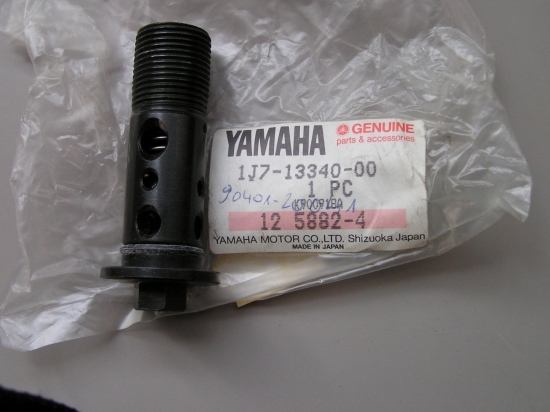 YAMAHA GENUINE
parts & accessories
1J7-13340-00
1 PC
12 5882-4
YAMAHA MOTOR CO.,LTD. Shizuoka Japan
MADE IN JAPAN